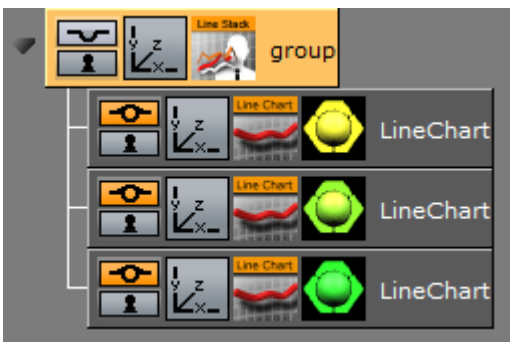 Line Stack
y z x
group
Line Chart
y z x
LineChart
Line Chart
y z x
LineChart
Line Chart
y z x
LineChart